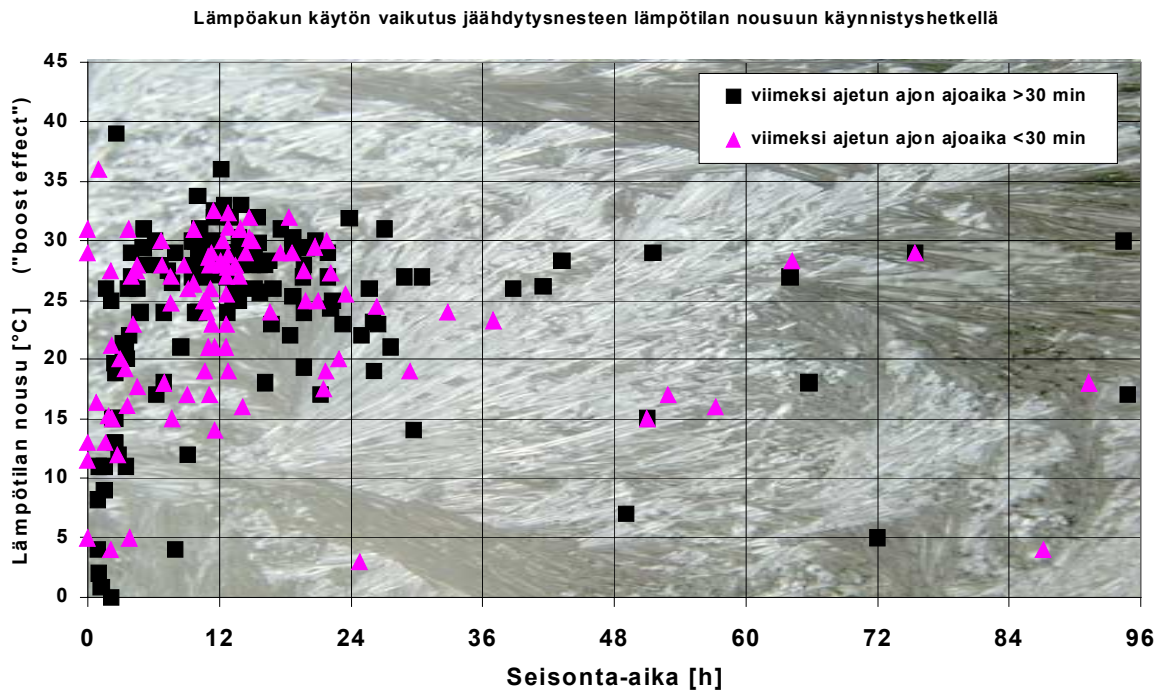 Lämpöakun käytön vaikutus jäähdytysnesteen lämpötilan nousuun käynnistyshetkellä
Lämpötilan nousu [°C] ("boost effect")
45
40
35
30
25
20
15
10
5
0
viimeksi ajetun ajon ajoaika >30 min
viimeksi ajetun ajon ajoaika <30 min
0 12 24 36 48 60 72 84 96
Seisonta-aika [h]